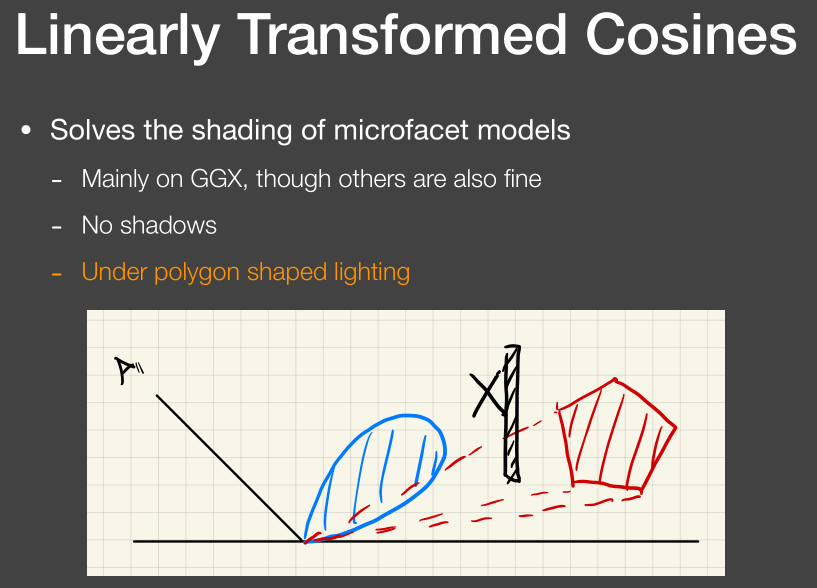 Linearly Transformed Cosines
• Solves the shading of microfacet models
- Mainly on GGX, though others are also fine
- No shadows
- Under polygon shaped lighting